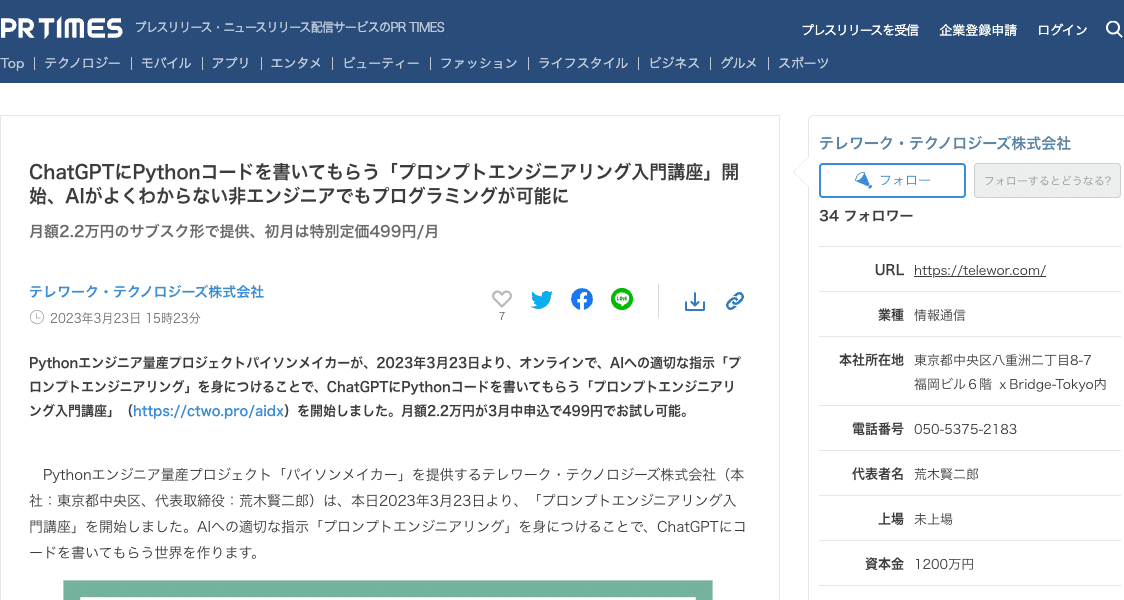 PR TIMES プレスリリース・ニュースリリース配信サービスのPR TIMES
プレスリリースを受信 企業登録申請 ログイン
Top | テクノロジー | モバイル | アプリ | エンタメ | ビューティー | ファッション | ライフスタイル | ビジネス | グルメ | スポーツ
ChatGPTにPythonコードを書いてもらう「プロンプトエンジニアリング入門講座」開
始、AIがよくわからない非エンジニアでもプログラミングが可能に
月額2.2万円のサブスク形で提供、初月は特別定価499円/月
テレワーク・テクノロジーズ株式会社
2023年3月23日 15時23分
7
LINE
Pythonエンジニア量産プロジェクトパイソンメイカーが、2023年3月23日より、オンラインで、AIへの適切な指示「プ
ロンプトエンジニアリング」を身につけることで、ChatGPTにPythonコードを書いてもらう「プロンプトエンジニアリ
ング入門講座」（https://ctwo.pro/aidx）を開始しました。月額2.2万円が3月中申込で499円でお試し可能。
Pythonエンジニア量産プロジェクト「パイソンメイカー」を提供するテレワーク・テクノロジーズ株式会社（本
社：東京都中央区、代表取締役：荒木賢二郎）は、本日2023年3月23日より、「プロンプトエンジニアリング入
門講座」を開始しました。AIへの適切な指示「プロンプトエンジニアリング」を身につけることで、ChatGPTにコ
ードを書いてもらう世界を作ります。
テレワーク・テクノロジーズ株式会社
フォロー フォローするとどうなる?
34 フォロワー
URL https://telewor.com/
業種 情報通信
本社所在地 東京都中央区八重洲二丁目8-7
福岡ビル６階 ｘBridge-Tokyo内
電話番号 050-5375-2183
代表者名 荒木賢二郎
上場 未上場
資本金 1200万円